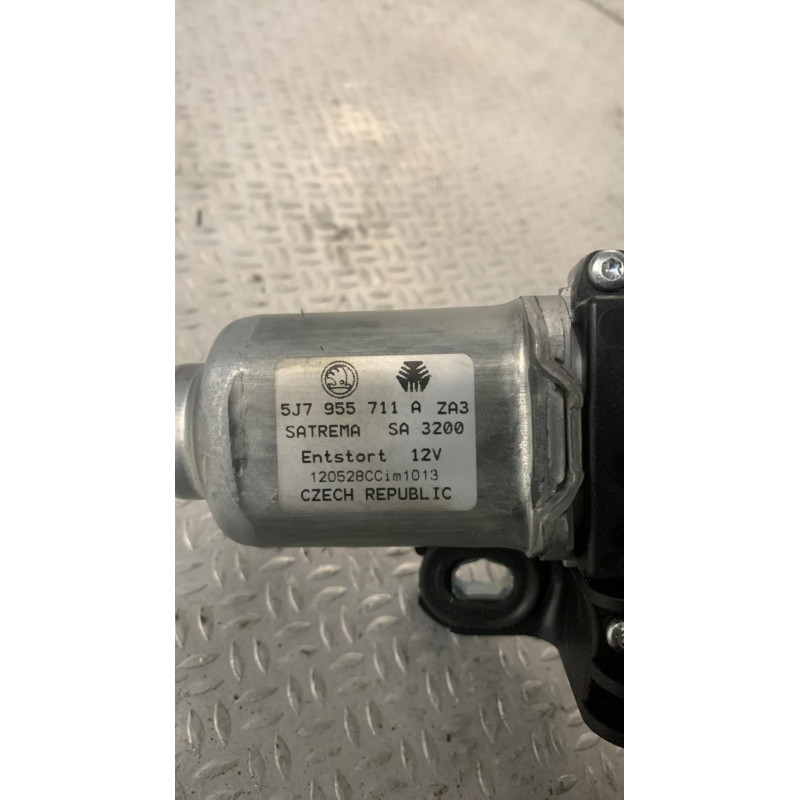 5J7 955 711 A ZA3
SATREMA SA 3200
Entstort 12V
120528CCim1013
CZECH REPUBLIC